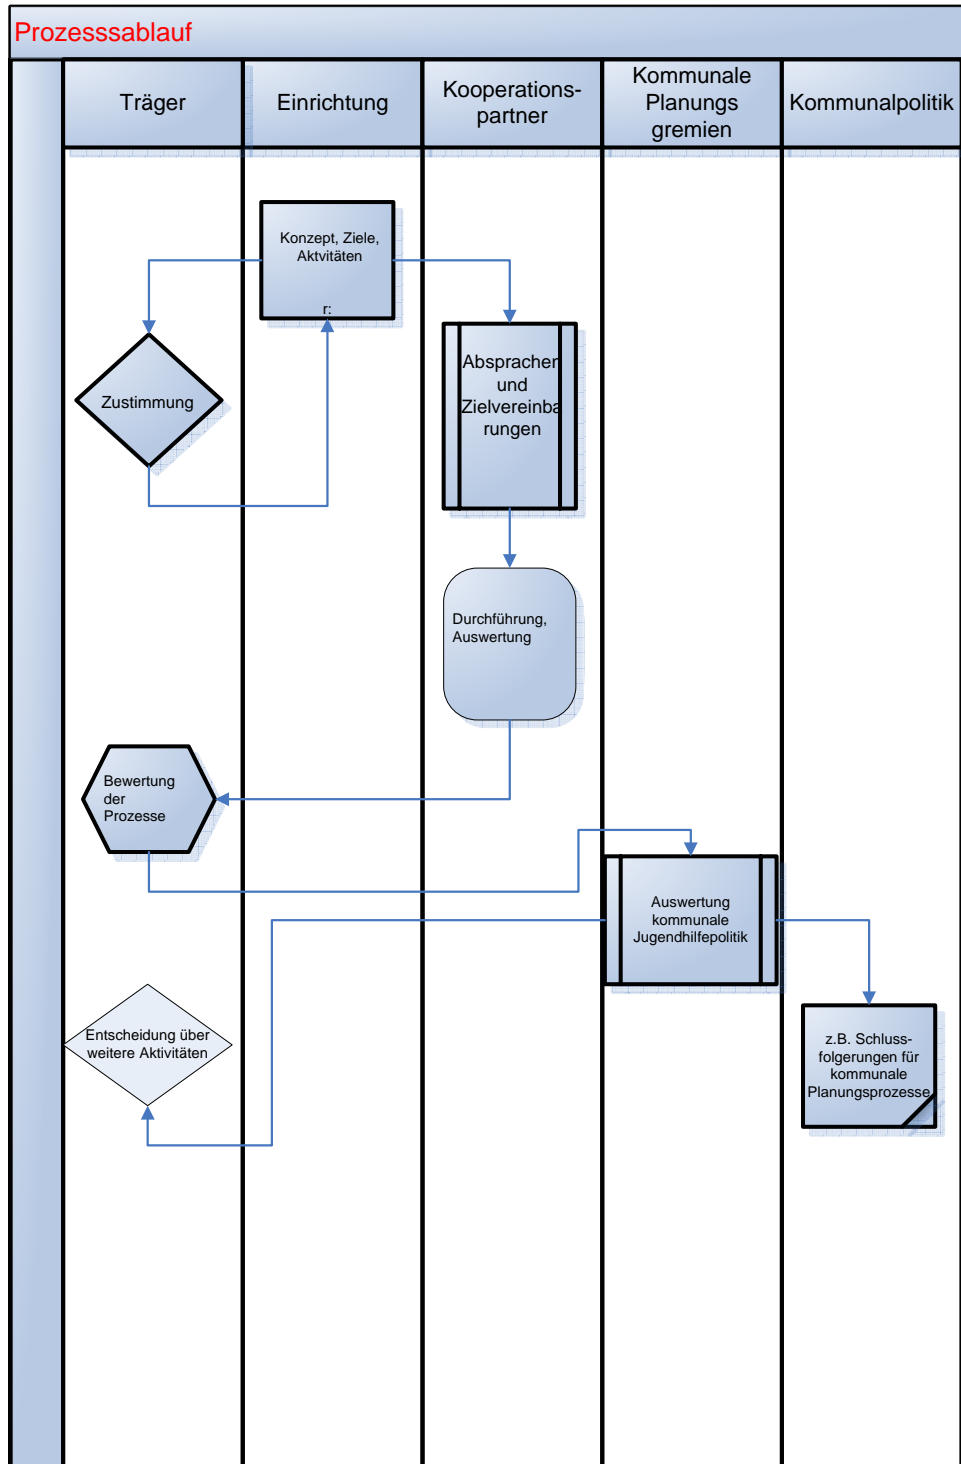 Prozesssablauf
Träger
Einrichtung
Kooperations-
partner
Kommunale
Planungs
gremien
Kommunalpolitik
Konzept, Ziele,
Aktvitäten
r:
Zustimmung
Absprachen
und
Zielvereinba
rungen
Durchführung,
Auswertung
Bewertung
der
Prozesse
Auswertung
kommunale
Jugendhilfepolitik
Entscheidung über
weitere Aktivitäten
z.B. Schluss-
folgerungen für
kommunale
Planungsprozesse